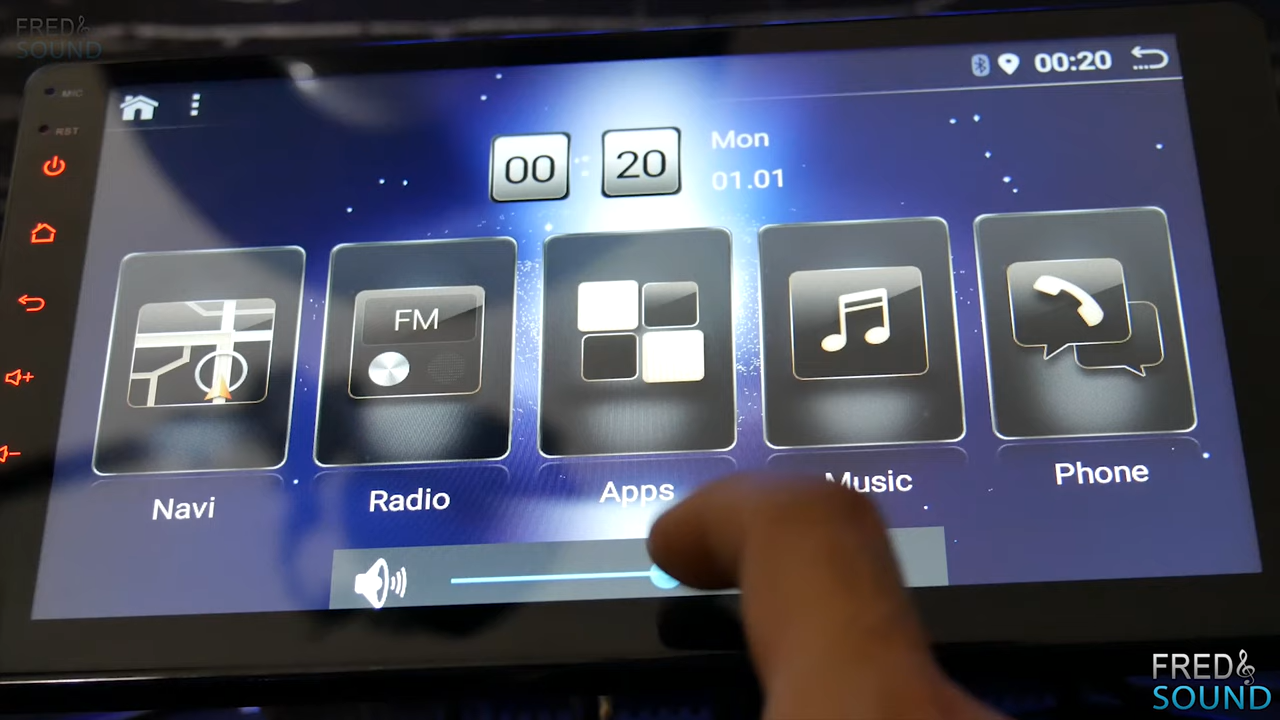 FRED
SOUND
MIC
RST
00:20
00 20
Mon
01.01
FM
Navi
Radio
Apps
Music
Phone
FRED
SOUND